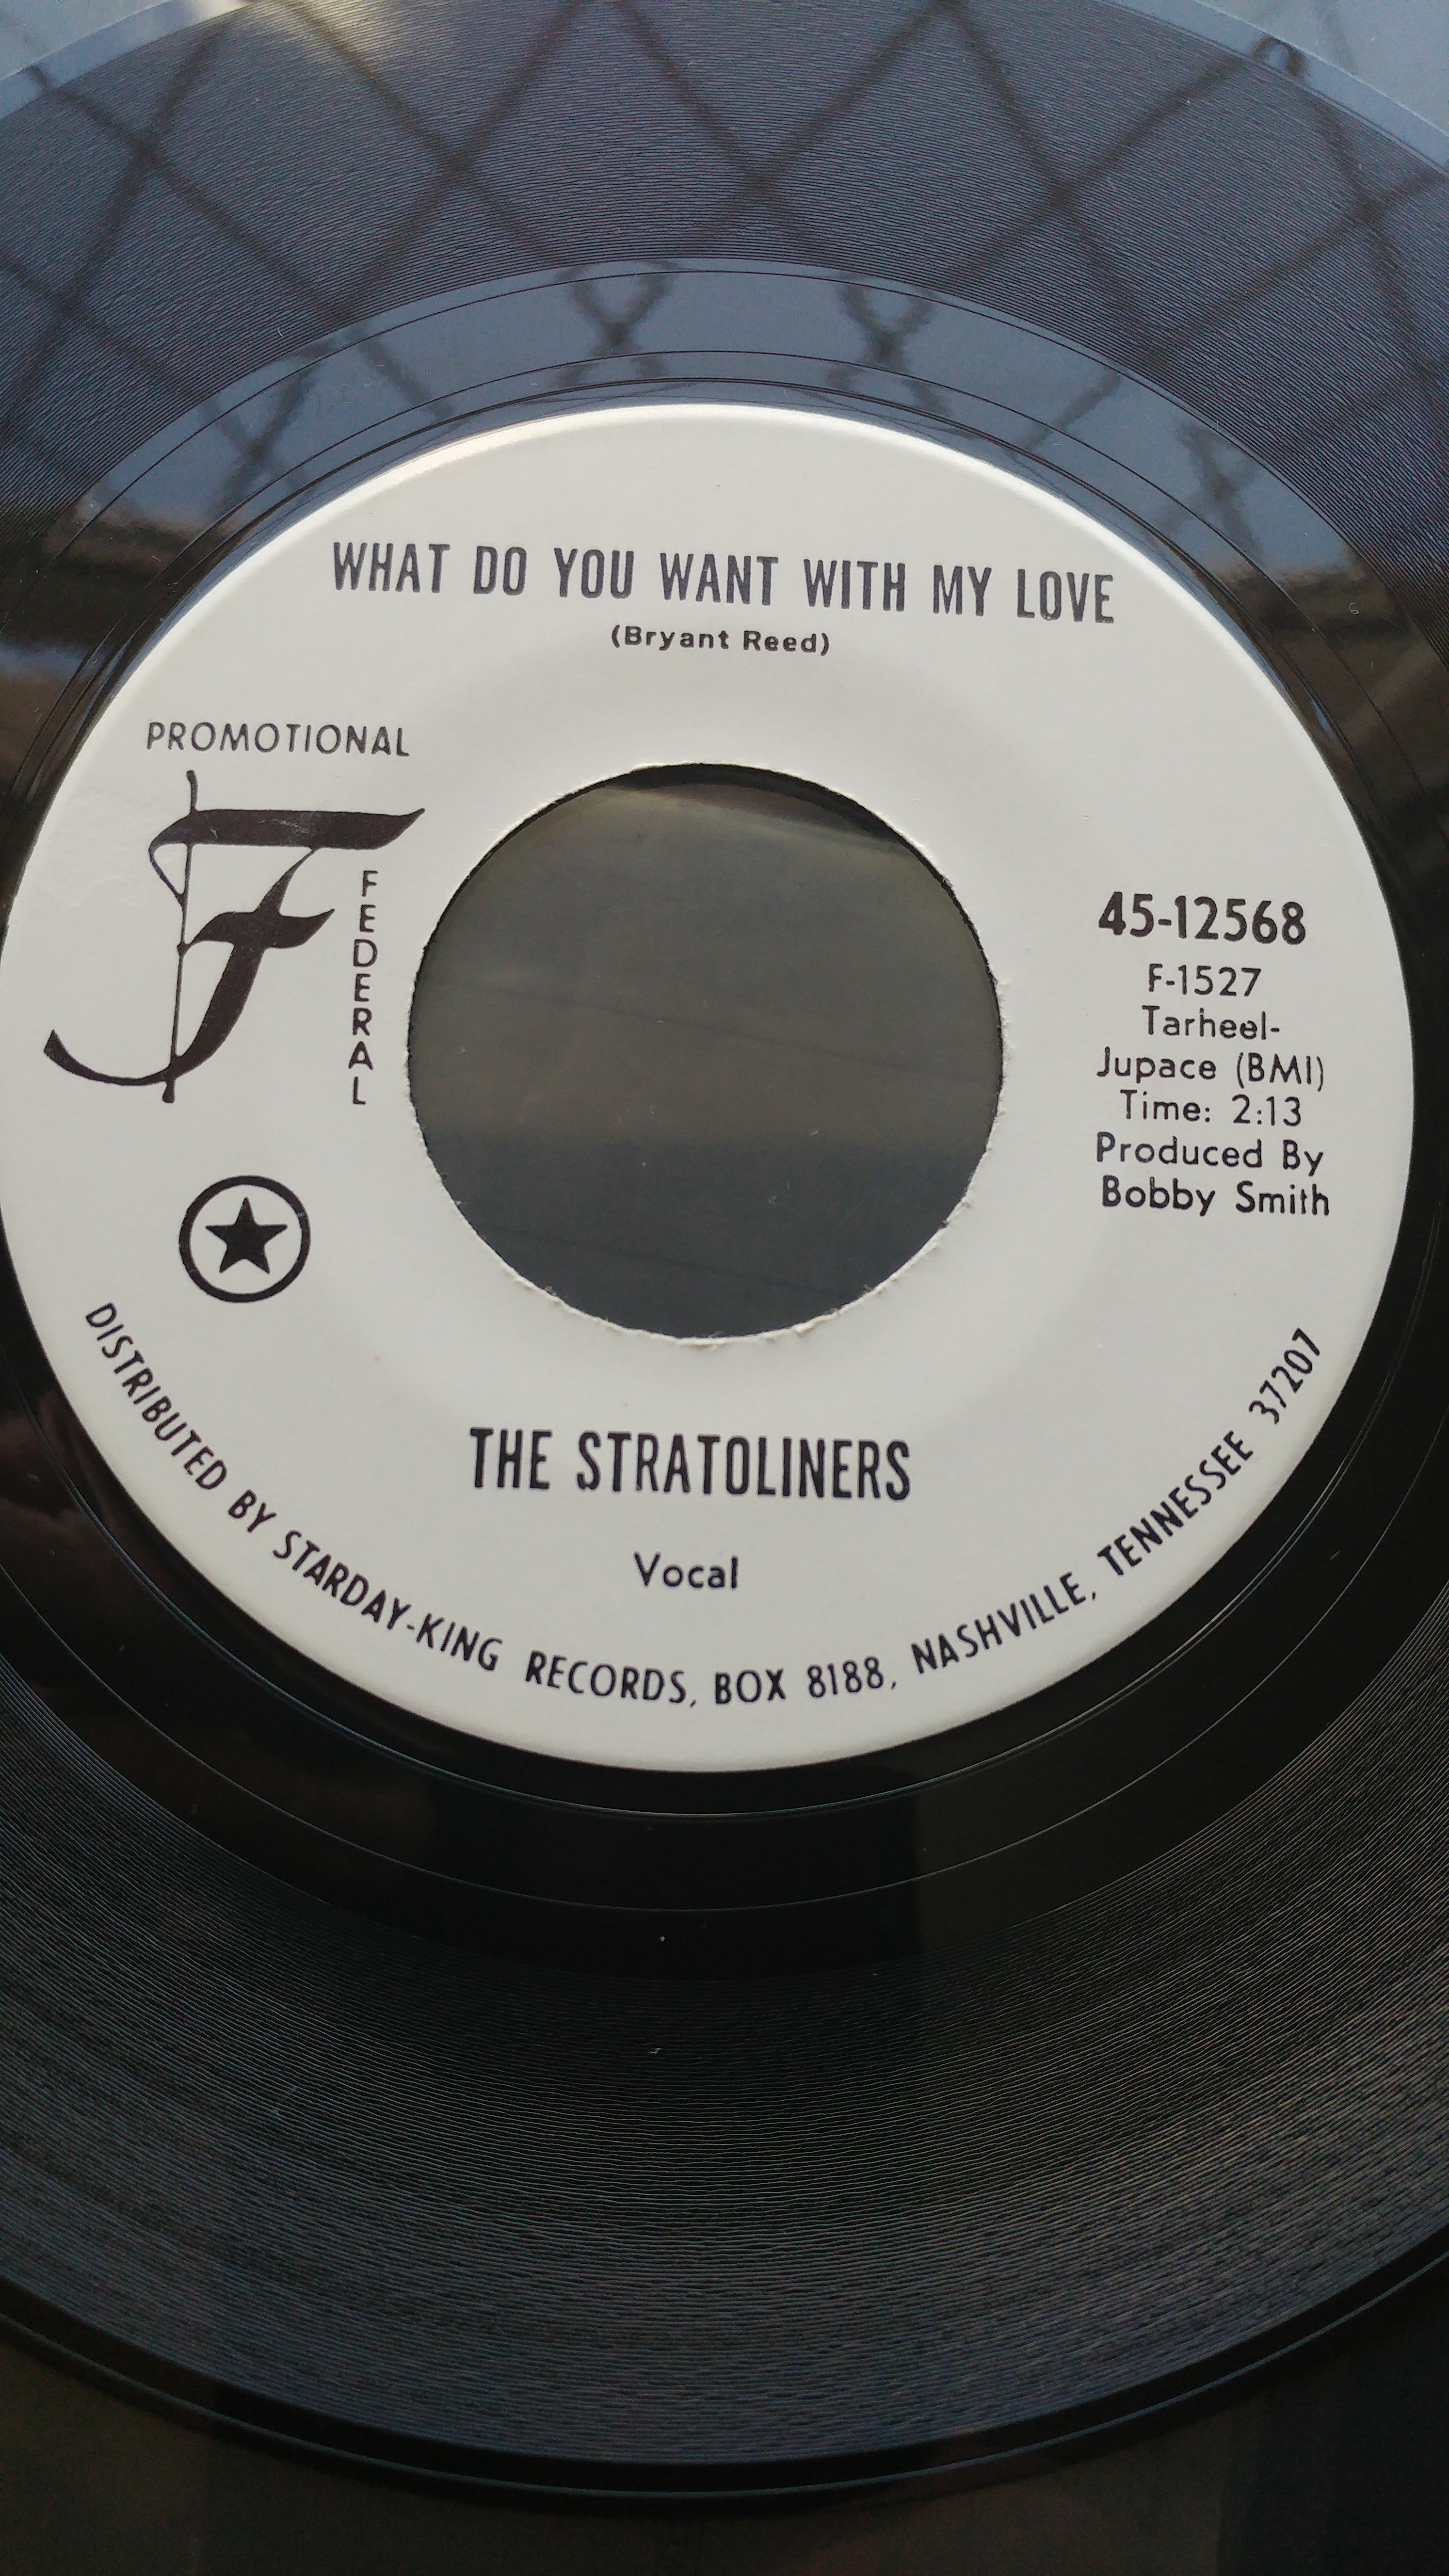 WHAT DO YOU WANT WITH MY LOVE
(Bryant Reed)
PROMOTIONAL
F
FEDERAL
45-12568
F-1527
Tarheel-
Jupace (BMI)
Time: 2:13
Produced By
Bobby Smith
THE STRATOLINERS
Vocal
DISTRIBUTED BY STARDAY-KING RECORDS, BOX 8188, NASHVILLE, TENNESSEE 37207